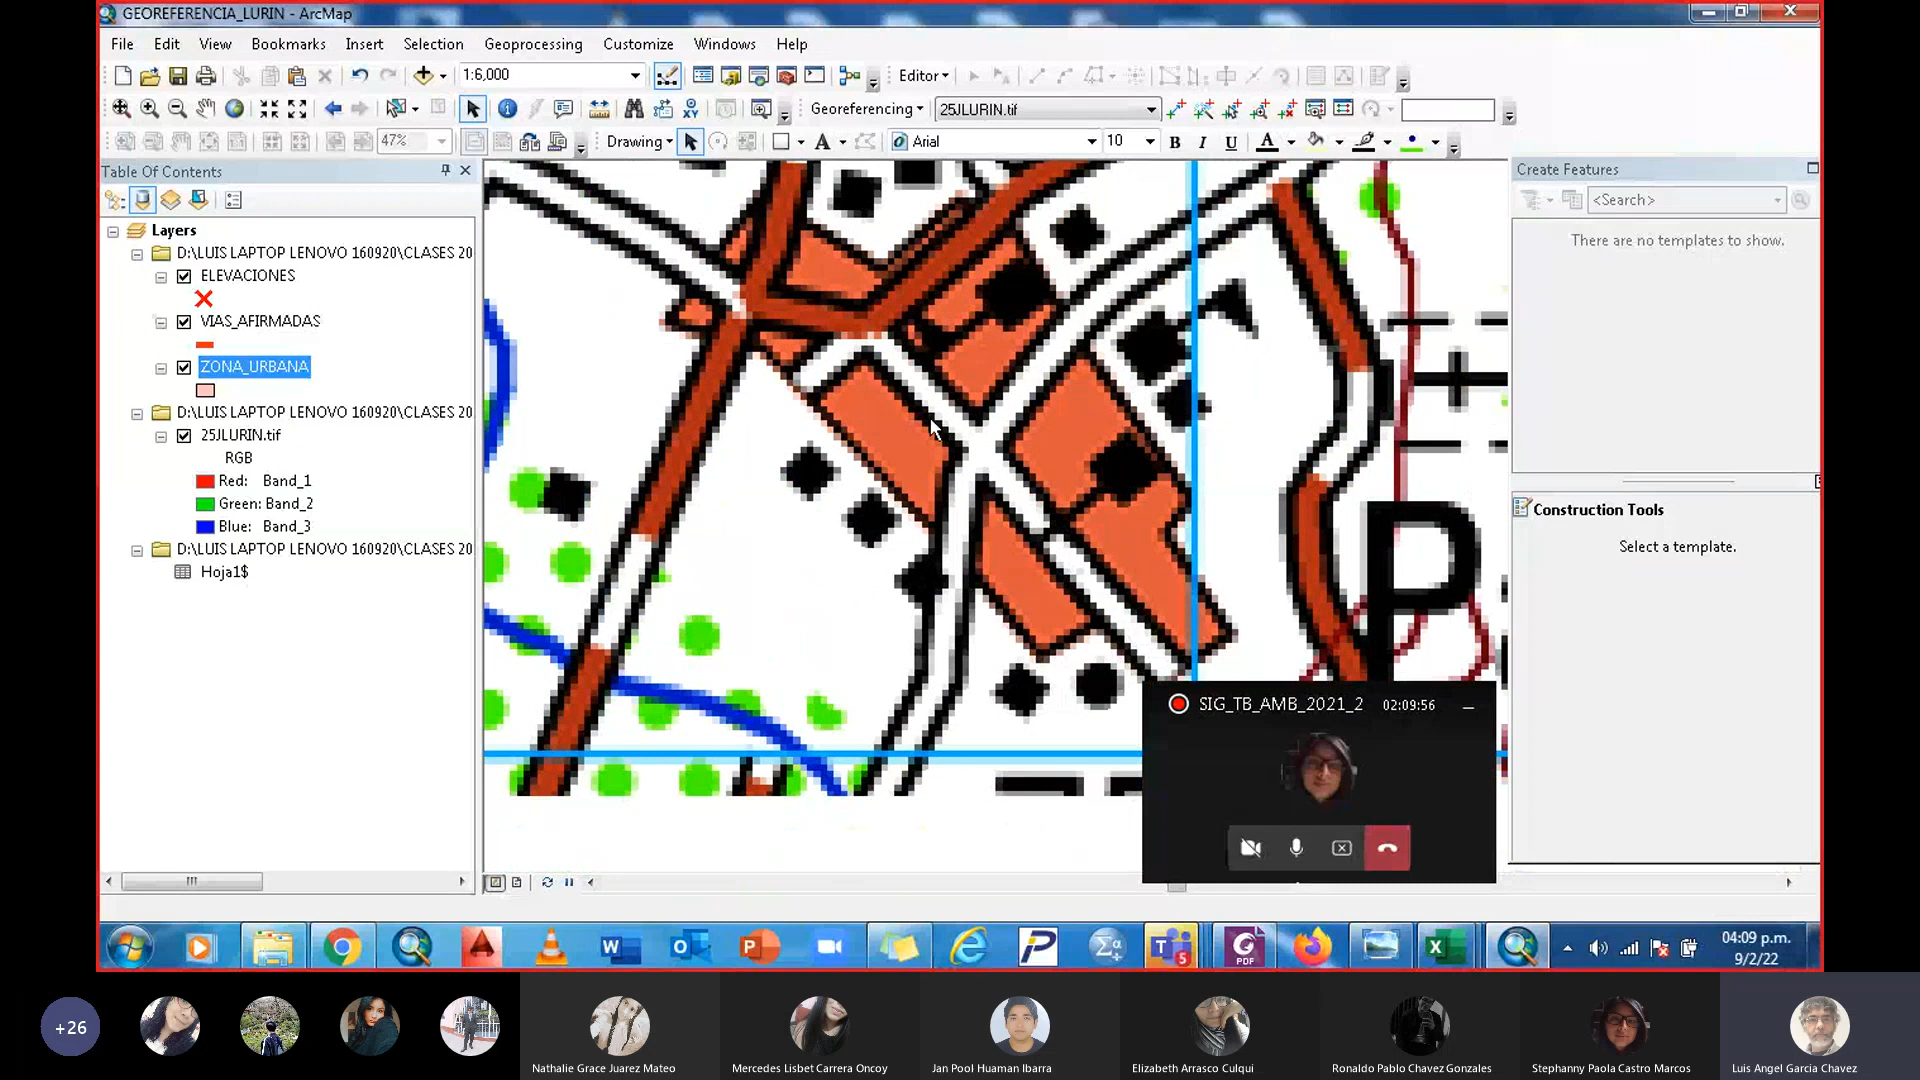 GEOREFERENCIA_LURIN - ArcMap
File Edit View Bookmarks Insert Selection Geoprocessing Customize Windows Help
1:6,000 Editor
Georeferencing 25JLURIN.tif
47% Drawing A Arial 10 B I U A
Table Of Contents
Layers
D:\LUIS LAPTOP LENOVO 160920\CLASES 20
ELEVACIONES
VIAS_AFIRMADAS
ZONA_URBANA
D:\LUIS LAPTOP LENOVO 160920\CLASES 20
25JLURIN.tif
RGB
Red: Band_1
Green: Band_2
Blue: Band_3
D:\LUIS LAPTOP LENOVO 160920\CLASES 20
Hoja1$
P
Create Features
<Search>
There are no templates to show.
Construction Tools
Select a template.
SIG_TB_AMB_2021_2 02:09:56
5
PDF
04:09 p.m.
9/2/22
+26
Nathalie Grace Juarez Mateo
Mercedes Lisbet Carrera Oncoy
Jan Pool Huaman Ibarra
Elizabeth Arrasco Culqui
Ronaldo Pablo Chavez Gonzales
Stephanny Paola Castro Marcos
Luis Angel Garcia Chavez